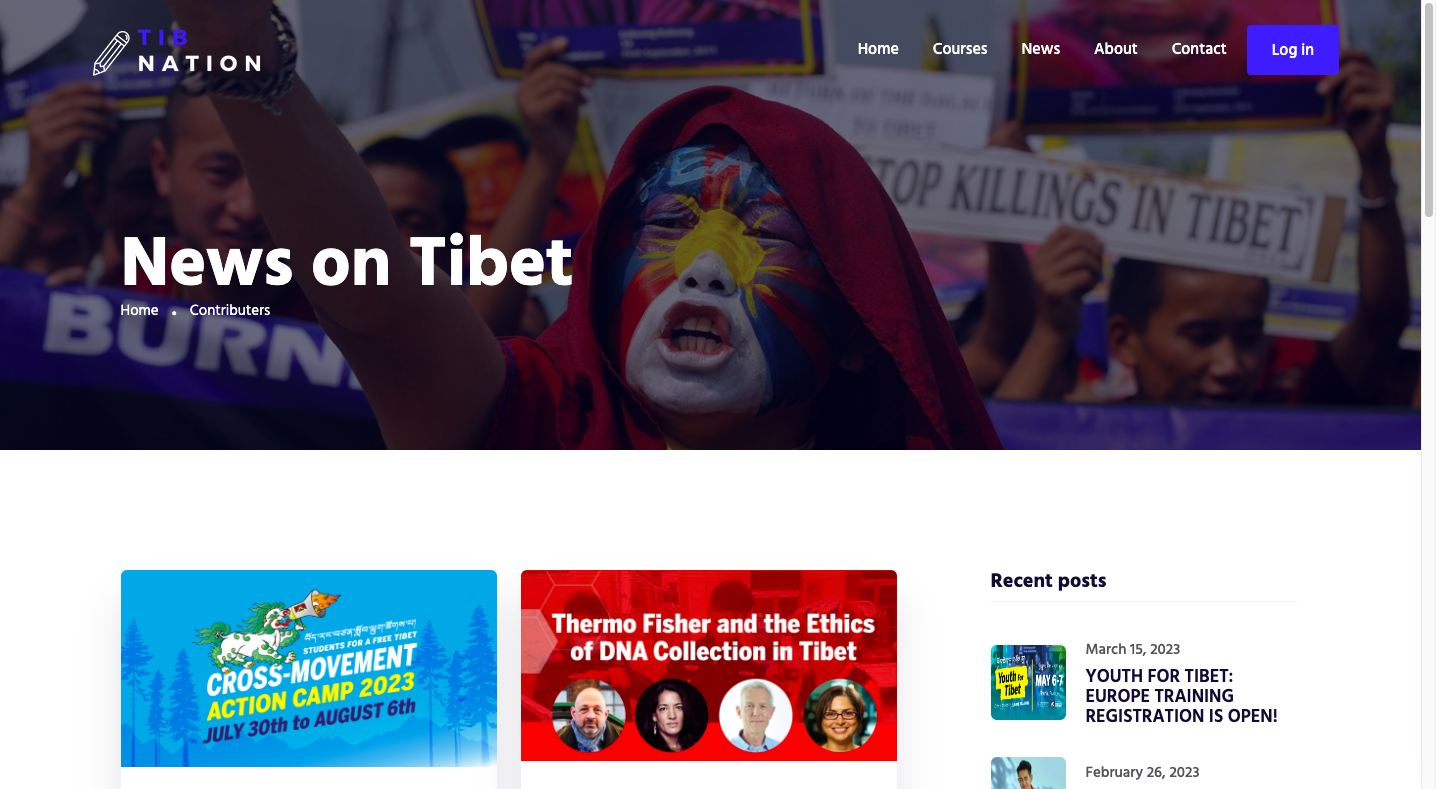 TIB
NATION
Home
Courses
News
About
Contact
Log in
STOP KILLINGS IN TIBET
News on Tibet
Home
Contributers
BURN
STUDENTS FOR A FREE TIBET
CROSS-MOVEMENT
ACTION CAMP 2023
JULY 30th to AUGUST 6th
Thermo Fisher and the Ethics
of DNA Collection in Tibet
Recent posts
March 15, 2023
YOUTH FOR TIBET:
EUROPE TRAINING
REGISTRATION IS OPEN!
Youth for
Tibet
MAY 6-7
February 26, 2023